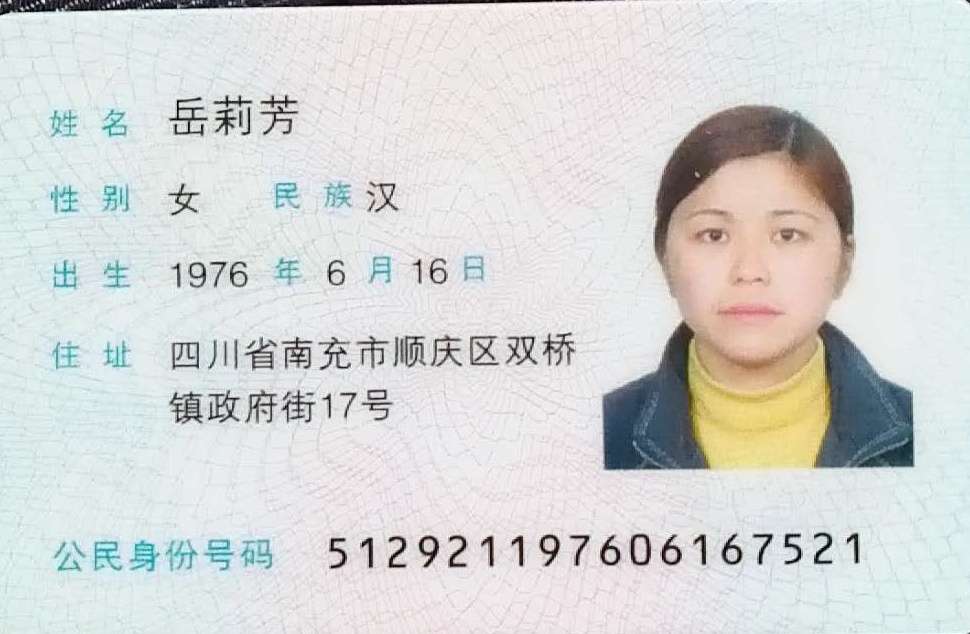 姓名 岳莉芳
性别 女 民族 汉
出生 1976 年 6 月 16 日
住址 四川省南充市顺庆区双桥
镇政府街17号
公民身份号码 512921197606167521